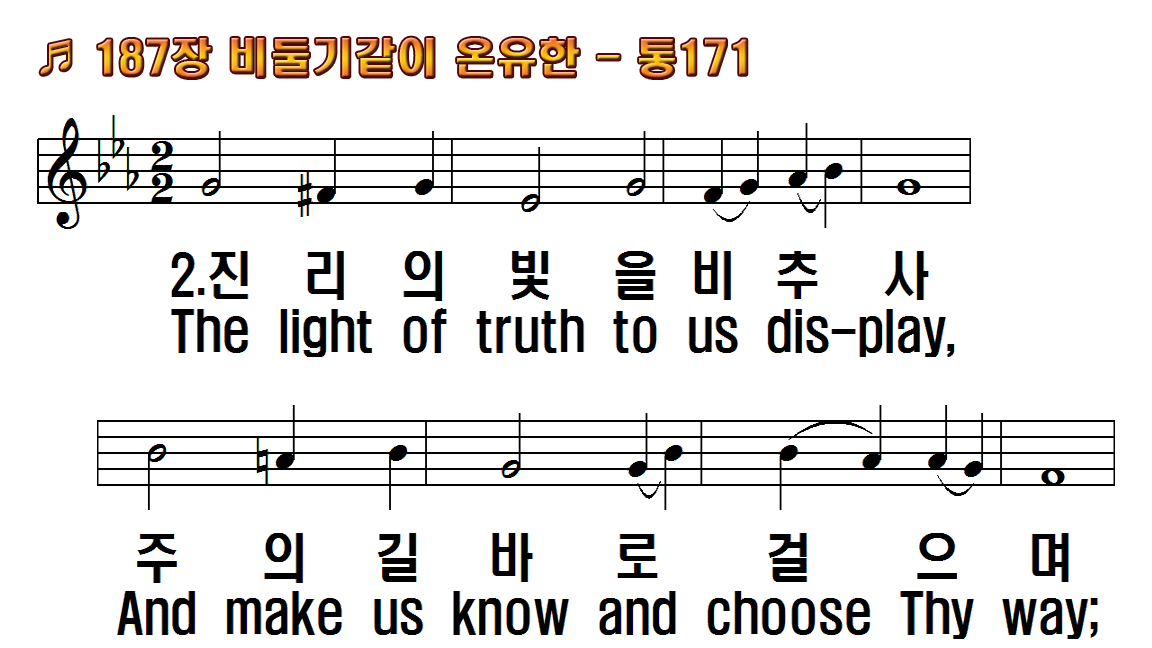 187장 비둘기같이 온유한 - 통171
2.진 리 의 빛 을 비 추 사
The light of truth to us dis-play,
주 의 길 바 로 걸 으 며
And make us know and choose Thy way;